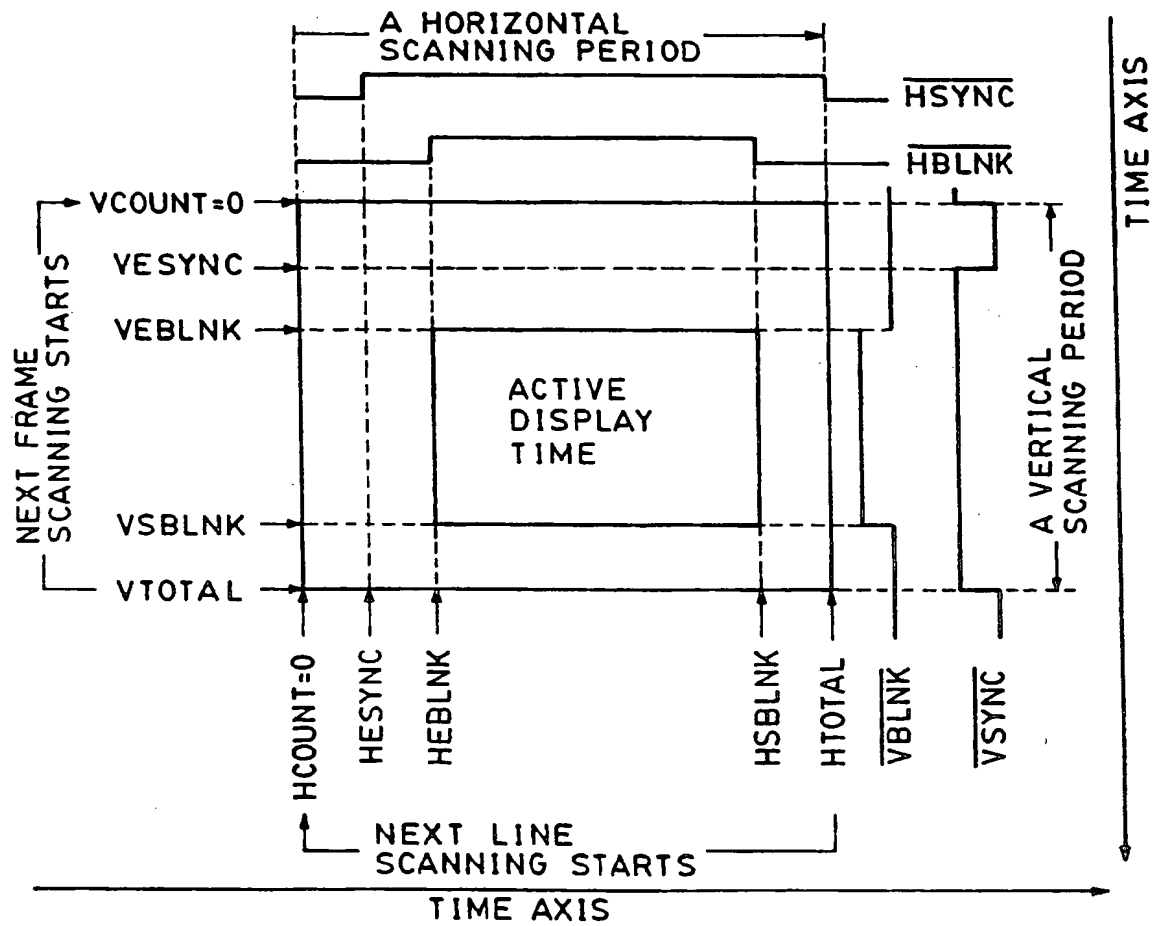 A HORIZONTAL
SCANNING PERIOD
HSYNC
HBLNK
TIME AXIS
VCOUNT=0
VESYNC
VEBLNK
VSBLNK
VTOTAL
NEXT FRAME
SCANNING STARTS
ACTIVE
DISPLAY
TIME
A VERTICAL
SCANNING PERIOD
HCOUNT=0
HESYNC
HEBLNK
HSBLNK
HTOTAL
VBLNK
VSYNC
NEXT LINE
SCANNING STARTS
TIME AXIS